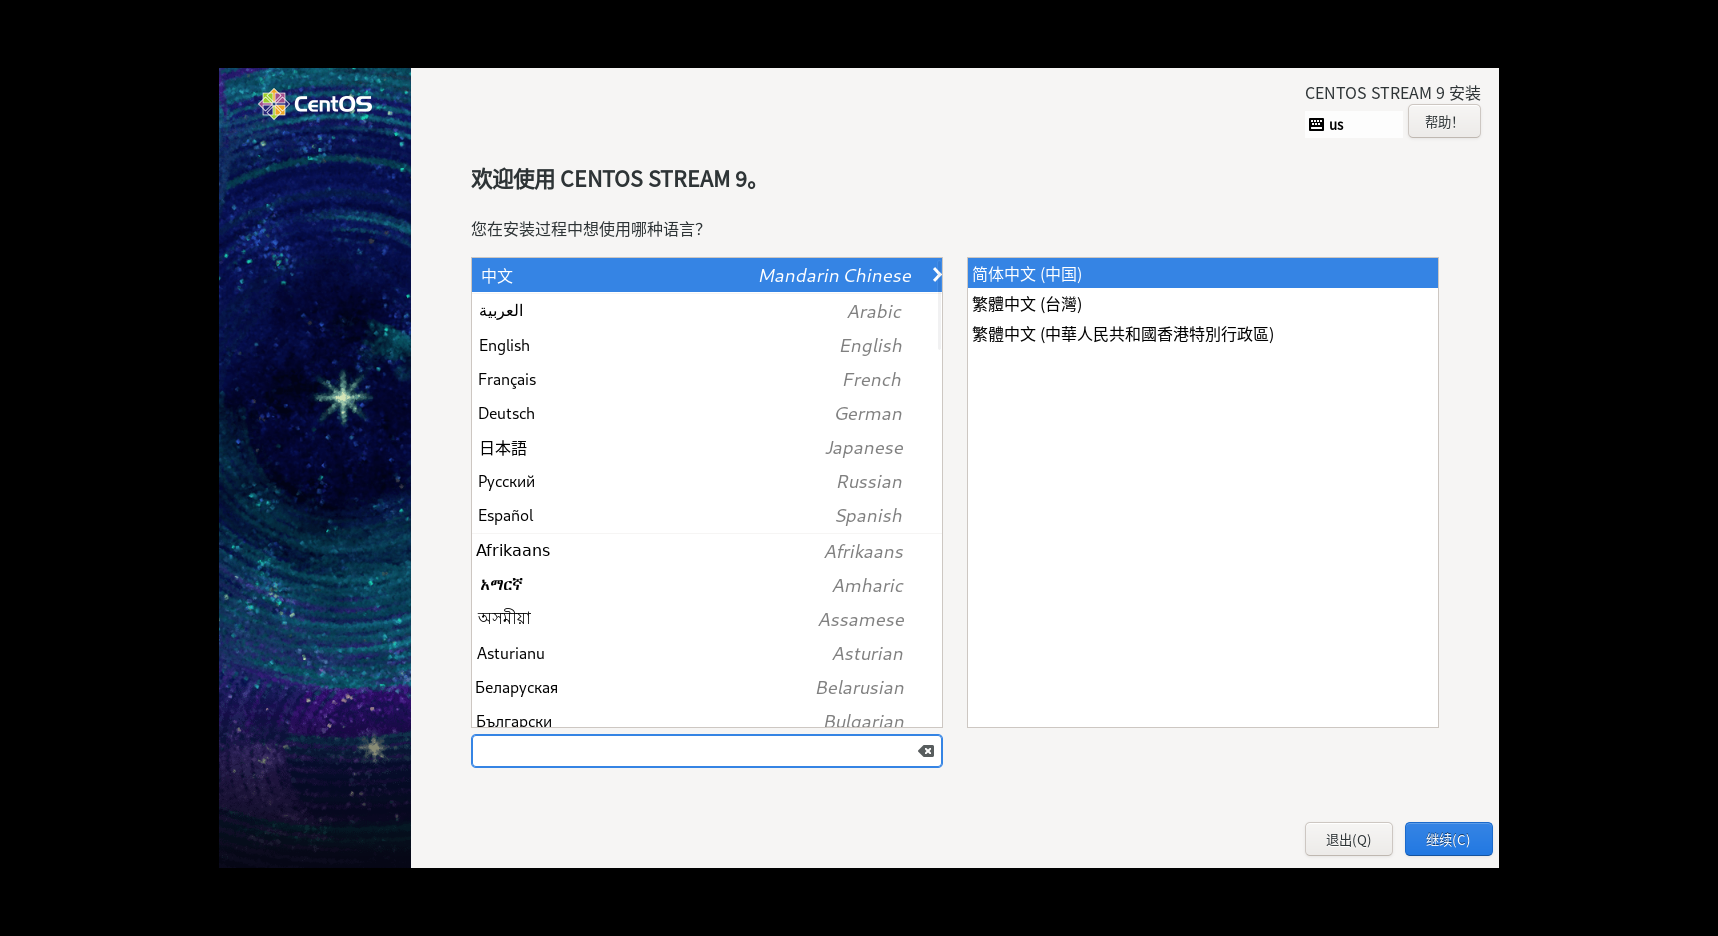 CentOS
CENTOS STREAM 9 安装
us
帮助!
欢迎使用 CENTOS STREAM 9。
您在安装过程中想使用哪种语言?
中文 Mandarin Chinese
العربية Arabic
English English
Français French
Deutsch German
日本語 Japanese
Русский Russian
Español Spanish
Afrikaans Afrikaans
አማርኛ Amharic
অসমীয়া Assamese
Asturianu Asturian
Беларуская Belarusian
Български Bulgarian
简体中文 (中国)
繁體中文 (台灣)
繁體中文 (中華人民共和國香港特別行政區)
退出(Q)
继续(C)